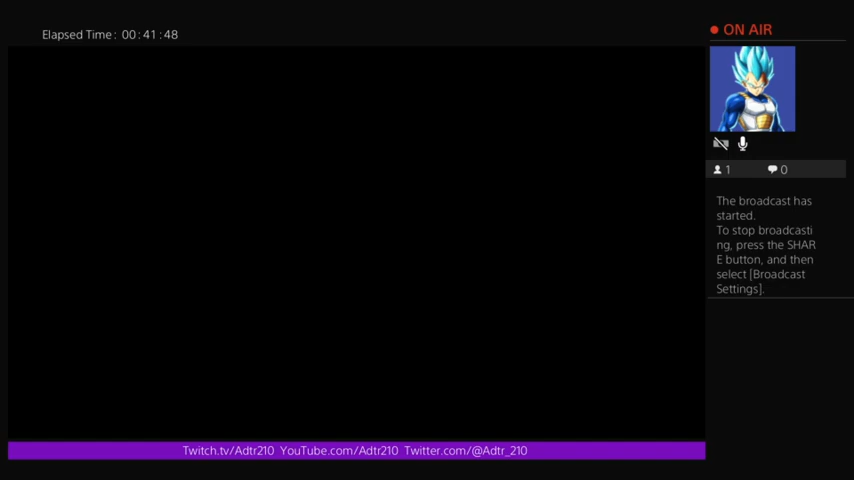 Elapsed Time: 00:41:48
ON AIR
1 0
The broadcast has
started.
To stop broadcasti
ng, press the SHAR
E button, and then
select [Broadcast
Settings].
Twitch.tv/Adtr210 YouTube.com/Adtr210 Twitter.com/@Adtr_210